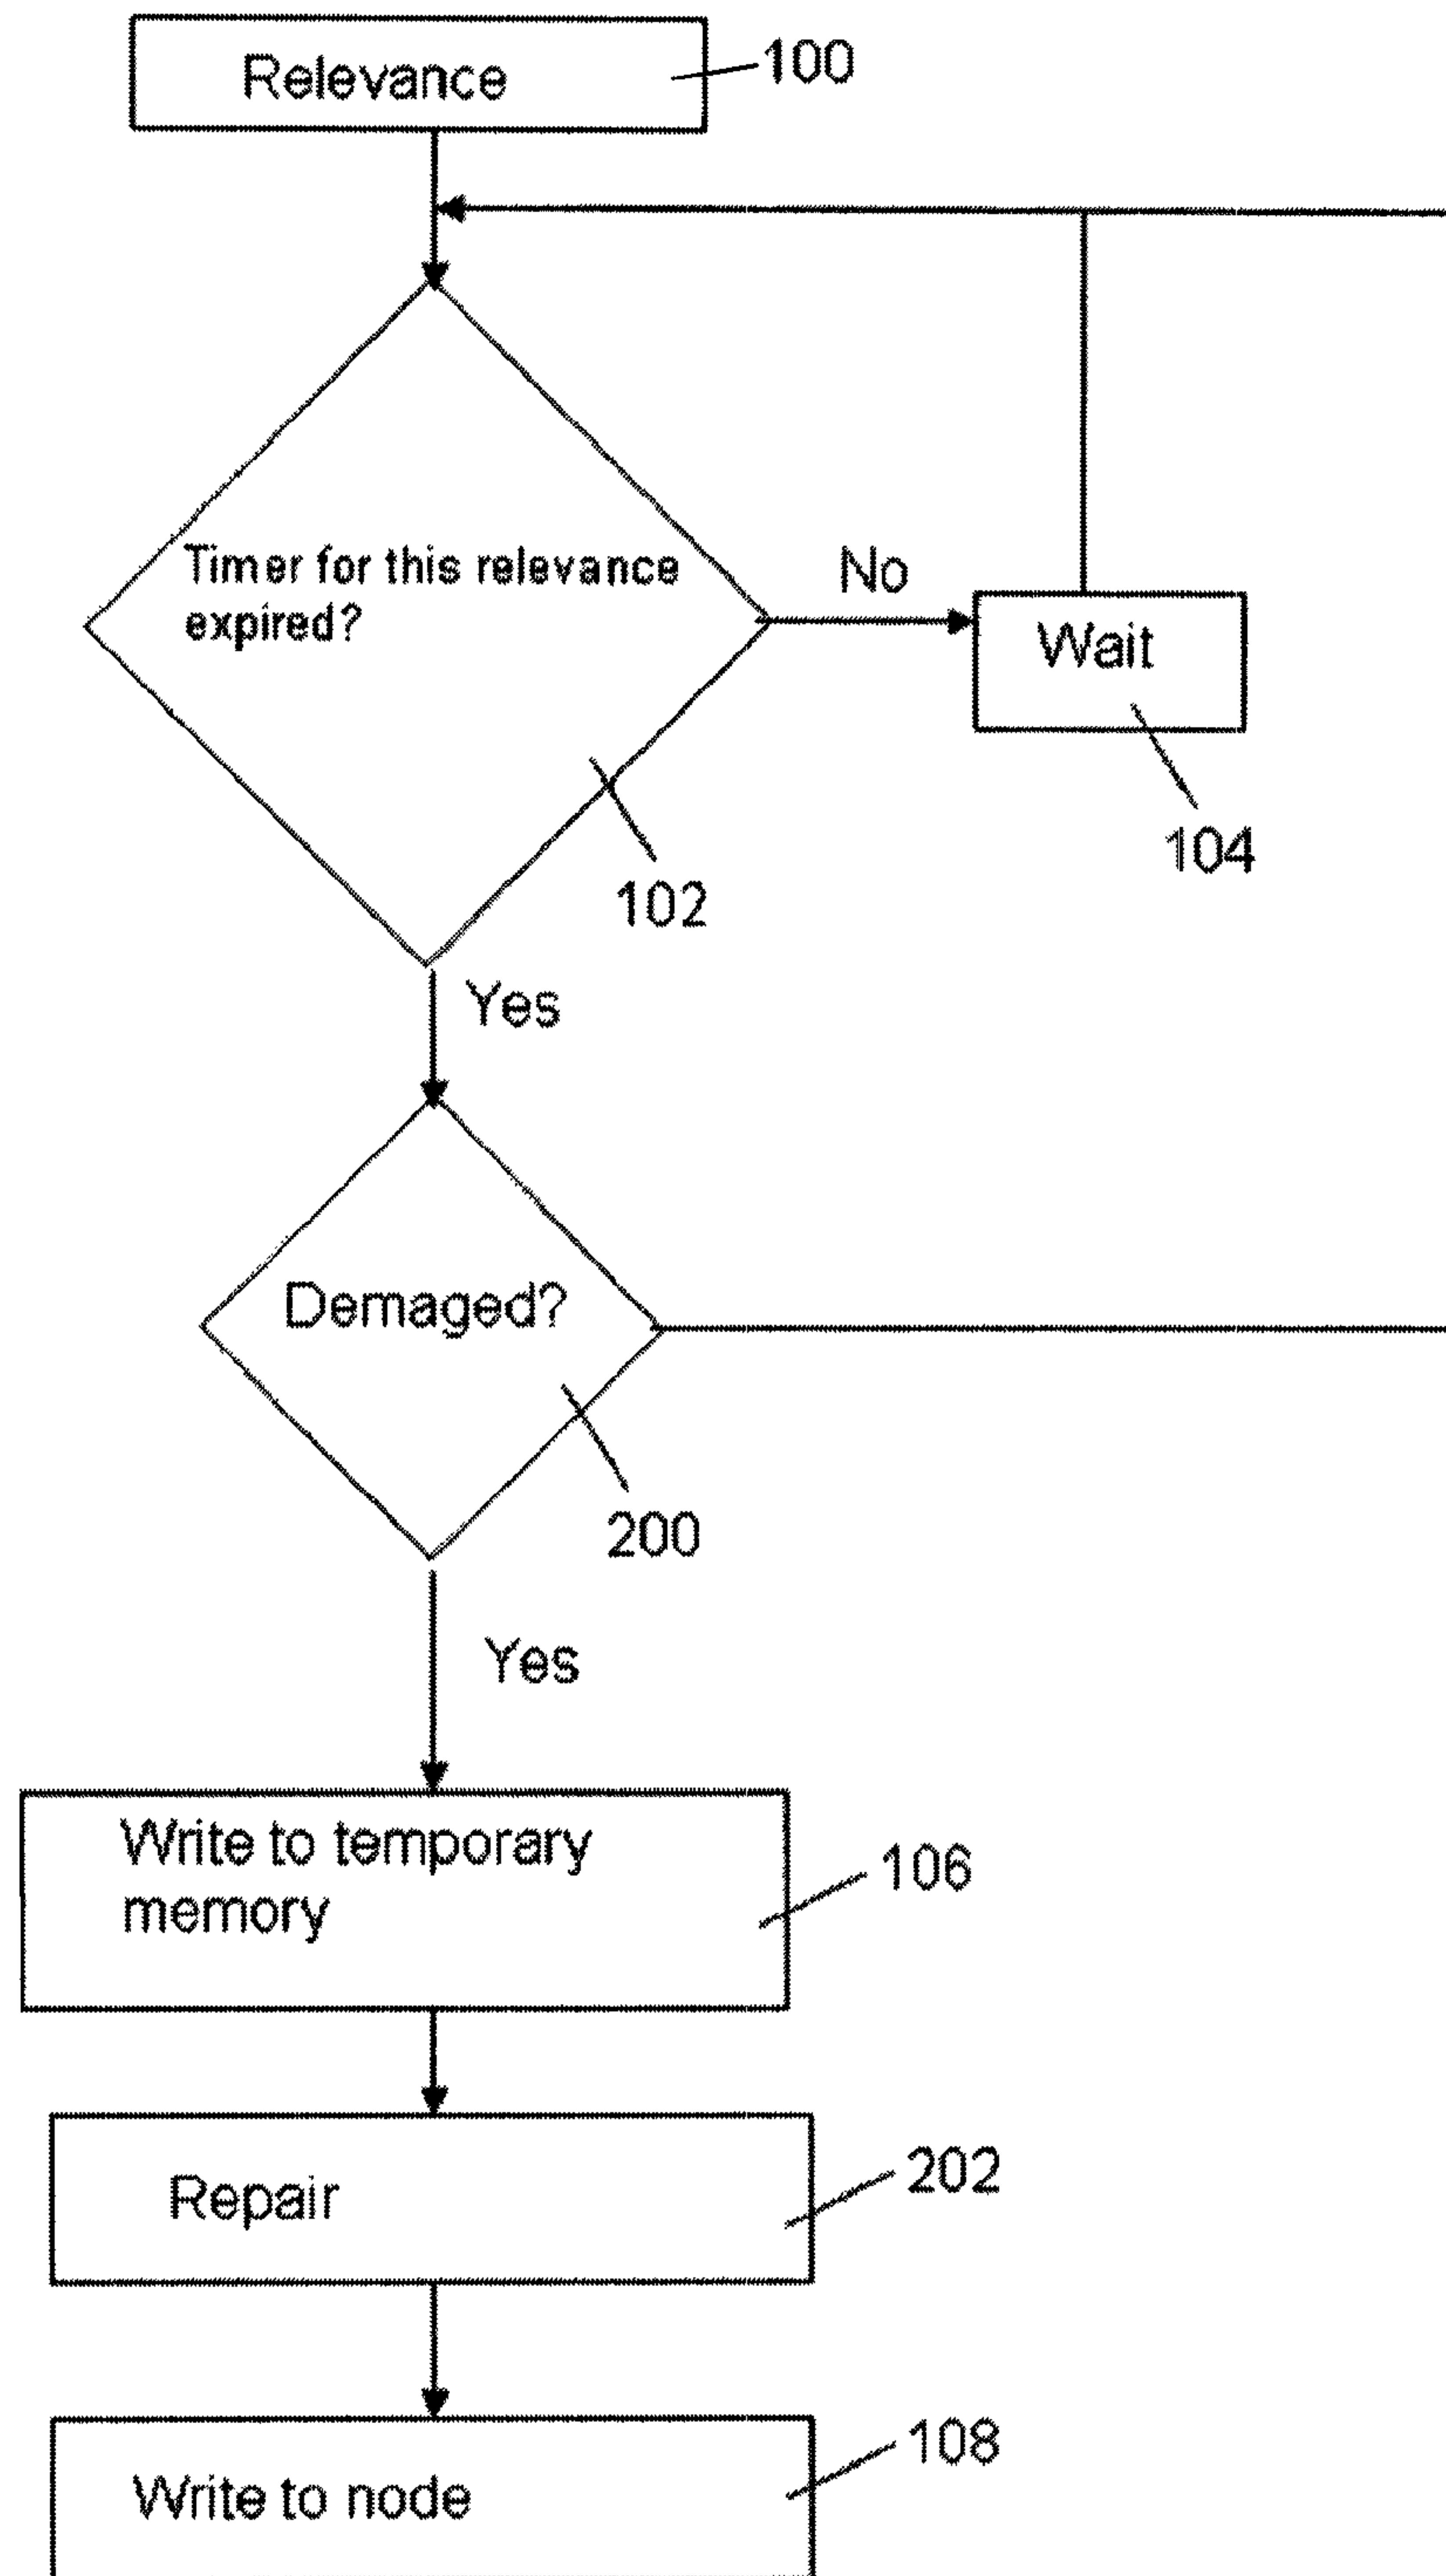 Relevance
100
Timer for this relevance
expired?
No
Wait
104
102
Yes
Demaged?
200
Yes
Write to temporary
memory
106
Repair
202
Write to node
108